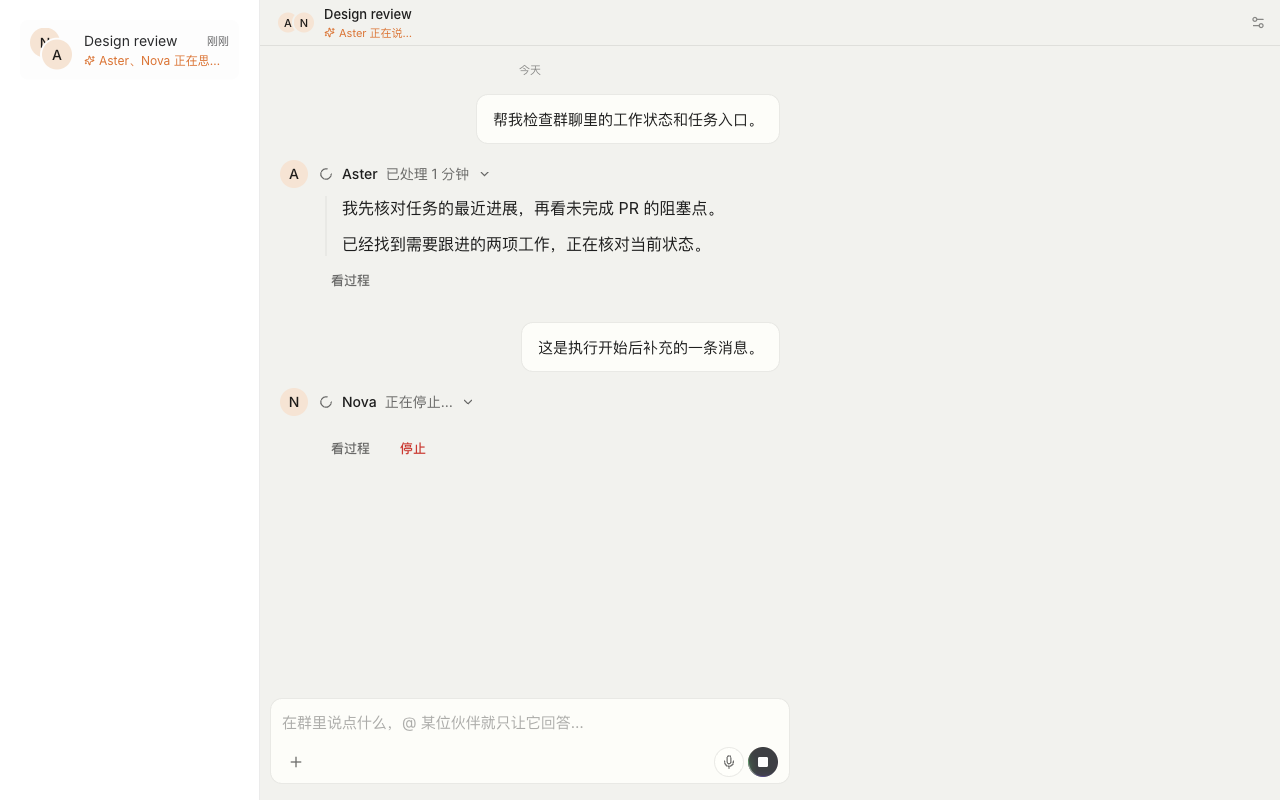 N
A
Design review
刚刚
Aster、Nova 正在思...
A N
Design review
Aster 正在说...
今天
帮我检查群聊里的工作状态和任务入口。
A
Aster 已处理 1 分钟
我先核对任务的最近进展，再看未完成 PR 的阻塞点。
已经找到需要跟进的两项工作，正在核对当前状态。
看过程
这是执行开始后补充的一条消息。
N
Nova 正在停止...
看过程 停止
在群里说点什么，@ 某位伙伴就只让它回答...